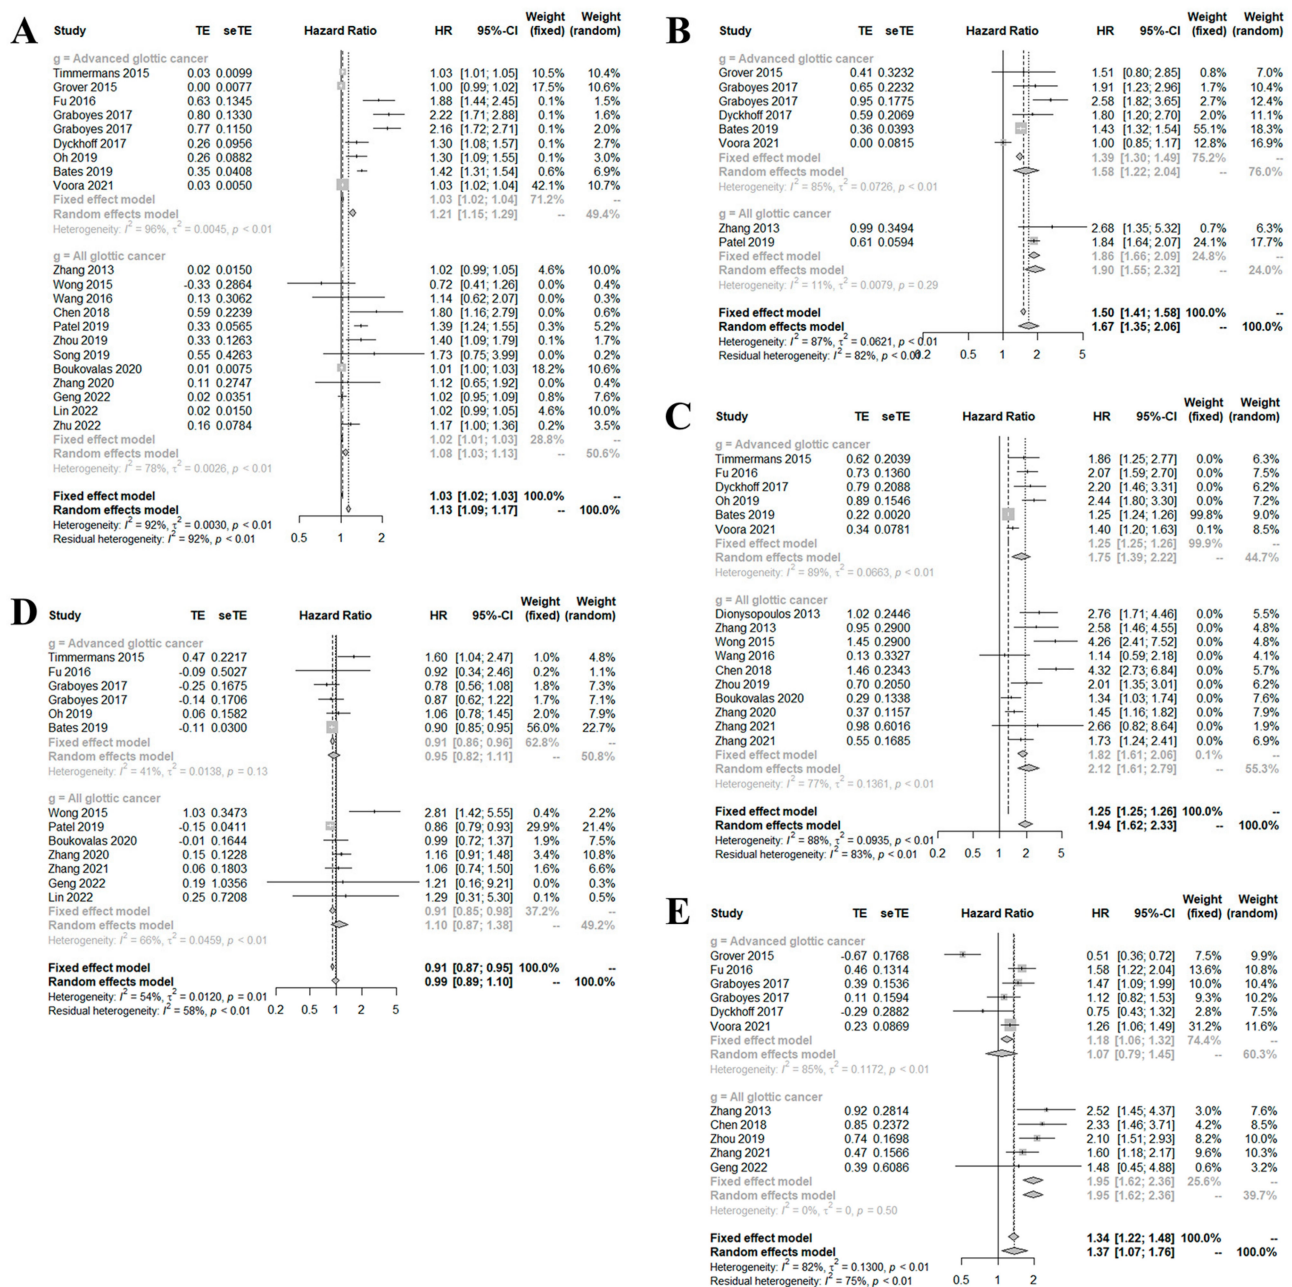 A
Study TE seTE Hazard Ratio HR 95%-CI Weight (fixed) Weight (random)
g = Advanced glottic cancer
Timmermans 2015 0.03 0.0099 1.03 [1.01; 1.05] 10.5% 10.4%
Grover 2015 0.00 0.0077 1.00 [0.99; 1.02] 17.5% 10.6%
Fu 2016 0.63 0.1345 1.88 [1.44; 2.45] 0.1% 1.5%
Graboyes 2017 0.80 0.1330 2.22 [1.71; 2.88] 0.1% 1.6%
Graboyes 2017 0.77 0.1150 2.16 [1.72; 2.71] 0.1% 2.0%
Dyckhoff 2017 0.26 0.0956 1.30 [1.08; 1.57] 0.1% 2.7%
Oh 2019 0.26 0.0882 1.30 [1.09; 1.55] 0.1% 3.0%
Bates 2019 0.35 0.0408 1.42 [1.31; 1.54] 0.6% 6.9%
Voora 2021 0.03 0.0050 1.03 [1.02; 1.04] 42.1% 10.7%
Fixed effect model 1.03 [1.02; 1.04] 71.2% --
Random effects model 1.21 [1.15; 1.29] -- 49.4%
Heterogeneity: I² = 96%, τ² = 0.0045, p < 0.01
g = All glottic cancer
Zhang 2013 0.02 0.0150 1.02 [0.99; 1.05] 4.6% 10.0%
Wong 2015 -0.33 0.2864 0.72 [0.41; 1.26] 0.0% 0.4%
Wang 2016 0.13 0.3062 1.14 [0.62; 2.07] 0.0% 0.3%
Chen 2018 0.59 0.2239 1.80 [1.16; 2.79] 0.0% 0.6%
Patel 2019 0.33 0.0565 1.39 [1.24; 1.55] 0.3% 5.2%
Zhou 2019 0.33 0.1263 1.40 [1.09; 1.79] 0.1% 1.7%
Song 2019 0.55 0.4263 1.73 [0.75; 3.99] 0.0% 0.2%
Boukovalas 2020 0.01 0.0075 1.01 [1.00; 1.03] 18.2% 10.6%
Zhang 2020 0.11 0.2747 1.12 [0.65; 1.92] 0.0% 0.4%
Geng 2022 0.02 0.0351 1.02 [0.95; 1.09] 0.8% 7.6%
Lin 2022 0.02 0.0150 1.02 [0.99; 1.05] 4.6% 10.0%
Zhu 2022 0.16 0.0784 1.17 [1.00; 1.36] 0.2% 3.5%
Fixed effect model 1.02 [1.01; 1.03] 28.8% --
Random effects model 1.08 [1.03; 1.13] -- 50.6%
Heterogeneity: I² = 78%, τ² = 0.0026, p < 0.01
Fixed effect model 1.03 [1.02; 1.03] 100.0% --
Random effects model 1.13 [1.09; 1.17] -- 100.0%
Heterogeneity: I² = 92%, τ² = 0.0030, p < 0.01
Residual heterogeneity: I² = 92%, p < 0.01
0.5 1 2
B
Study TE seTE Hazard Ratio HR 95%-CI Weight (fixed) Weight (random)
g = Advanced glottic cancer
Grover 2015 0.41 0.3232 1.51 [0.80; 2.85] 0.8% 7.0%
Graboyes 2017 0.65 0.2232 1.91 [1.23; 2.96] 1.7% 10.4%
Graboyes 2017 0.95 0.1775 2.58 [1.82; 3.65] 2.7% 12.4%
Dyckhoff 2017 0.59 0.2069 1.80 [1.20; 2.70] 2.0% 11.1%
Bates 2019 0.36 0.0393 1.43 [1.32; 1.54] 55.1% 18.3%
Voora 2021 0.00 0.0815 1.00 [0.85; 1.17] 12.8% 16.9%
Fixed effect model 1.39 [1.30; 1.49] 75.2% --
Random effects model 1.58 [1.22; 2.04] -- 76.0%
Heterogeneity: I² = 85%, τ² = 0.0726, p < 0.01
g = All glottic cancer
Zhang 2013 0.99 0.3494 2.68 [1.35; 5.32] 0.7% 6.3%
Patel 2019 0.61 0.0594 1.84 [1.64; 2.07] 24.1% 17.7%
Fixed effect model 1.86 [1.66; 2.09] 24.8% --
Random effects model 1.90 [1.55; 2.32] -- 24.0%
Heterogeneity: I² = 11%, τ² = 0.0079, p = 0.29
Fixed effect model 1.50 [1.41; 1.58] 100.0% --
Random effects model 1.67 [1.35; 2.06] -- 100.0%
Heterogeneity: I² = 87%, τ² = 0.0621, p < 0.01
Residual heterogeneity: I² = 82%, p < 0.01
0.2 0.5 1 2 5
C
Study TE seTE Hazard Ratio HR 95%-CI Weight (fixed) Weight (random)
g = Advanced glottic cancer
Timmermans 2015 0.62 0.2039 1.86 [1.25; 2.77] 0.0% 6.3%
Fu 2016 0.73 0.1360 2.07 [1.59; 2.70] 0.0% 7.5%
Dyckhoff 2017 0.79 0.2088 2.20 [1.46; 3.31] 0.0% 6.2%
Oh 2019 0.89 0.1546 2.44 [1.80; 3.30] 0.0% 7.2%
Bates 2019 0.22 0.0020 1.25 [1.24; 1.26] 99.8% 9.0%
Voora 2021 0.34 0.0781 1.40 [1.20; 1.63] 0.1% 8.5%
Fixed effect model 1.25 [1.25; 1.26] 99.9% --
Random effects model 1.75 [1.39; 2.22] -- 44.7%
Heterogeneity: I² = 89%, τ² = 0.0663, p < 0.01
g = All glottic cancer
Dionysopoulos 2013 1.02 0.2446 2.76 [1.71; 4.46] 0.0% 5.5%
Zhang 2013 0.95 0.2900 2.58 [1.46; 4.55] 0.0% 4.8%
Wong 2015 1.45 0.2900 4.26 [2.41; 7.52] 0.0% 4.8%
Wang 2016 0.13 0.3327 1.14 [0.59; 2.18] 0.0% 4.1%
Chen 2018 1.46 0.2343 4.32 [2.73; 6.84] 0.0% 5.7%
Zhou 2019 0.70 0.2050 2.01 [1.35; 3.01] 0.0% 6.2%
Boukovalas 2020 0.29 0.1338 1.34 [1.03; 1.74] 0.0% 7.6%
Zhang 2020 0.37 0.1157 1.45 [1.16; 1.82] 0.0% 7.9%
Zhang 2021 0.98 0.6016 2.66 [0.82; 8.64] 0.0% 1.9%
Zhang 2021 0.55 0.1685 1.73 [1.24; 2.41] 0.0% 6.9%
Fixed effect model 1.82 [1.61; 2.06] 0.1% --
Random effects model 2.12 [1.61; 2.79] -- 55.3%
Heterogeneity: I² = 77%, τ² = 0.1361, p < 0.01
Fixed effect model 1.25 [1.25; 1.26] 100.0% --
Random effects model 1.94 [1.62; 2.33] -- 100.0%
Heterogeneity: I² = 88%, τ² = 0.0935, p < 0.01
Residual heterogeneity: I² = 83%, p < 0.01
0.2 0.5 1 2 5
D
Study TE seTE Hazard Ratio HR 95%-CI Weight (fixed) Weight (random)
g = Advanced glottic cancer
Timmermans 2015 0.47 0.2217 1.60 [1.04; 2.47] 1.0% 4.8%
Fu 2016 -0.09 0.5027 0.92 [0.34; 2.46] 0.2% 1.1%
Graboyes 2017 -0.25 0.1675 0.78 [0.56; 1.08] 1.8% 7.3%
Graboyes 2017 -0.14 0.1706 0.87 [0.62; 1.22] 1.7% 7.1%
Oh 2019 0.06 0.1582 1.06 [0.78; 1.45] 2.0% 7.9%
Bates 2019 -0.11 0.0300 0.90 [0.85; 0.95] 56.0% 22.7%
Fixed effect model 0.91 [0.86; 0.96] 62.8% --
Random effects model 0.95 [0.82; 1.11] -- 50.8%
Heterogeneity: I² = 41%, τ² = 0.0138, p = 0.13
g = All glottic cancer
Wong 2015 1.03 0.3473 2.81 [1.42; 5.55] 0.4% 2.2%
Patel 2019 -0.15 0.0411 0.86 [0.79; 0.93] 29.9% 21.4%
Boukovalas 2020 -0.01 0.1644 0.99 [0.72; 1.37] 1.9% 7.5%
Zhang 2020 0.15 0.1228 1.16 [0.91; 1.48] 3.4% 10.8%
Zhang 2021 0.06 0.1803 1.06 [0.74; 1.50] 1.6% 6.6%
Geng 2022 0.19 1.0356 1.21 [0.16; 9.21] 0.0% 0.3%
Lin 2022 0.25 0.7208 1.29 [0.31; 5.30] 0.1% 0.5%
Fixed effect model 0.91 [0.85; 0.98] 37.2% --
Random effects model 1.10 [0.87; 1.38] -- 49.2%
Heterogeneity: I² = 66%, τ² = 0.0459, p < 0.01
Fixed effect model 0.91 [0.87; 0.95] 100.0% --
Random effects model 0.99 [0.89; 1.10] -- 100.0%
Heterogeneity: I² = 54%, τ² = 0.0120, p = 0.01
Residual heterogeneity: I² = 58%, p < 0.01
0.2 0.5 1 2 5
E
Study TE seTE Hazard Ratio HR 95%-CI Weight (fixed) Weight (random)
g = Advanced glottic cancer
Grover 2015 -0.67 0.1768 0.51 [0.36; 0.72] 7.5% 9.9%
Fu 2016 0.46 0.1314 1.58 [1.22; 2.04] 13.6% 10.8%
Graboyes 2017 0.39 0.1536 1.47 [1.09; 1.99] 10.0% 10.4%
Graboyes 2017 0.11 0.1594 1.12 [0.82; 1.53] 9.3% 10.2%
Dyckhoff 2017 -0.29 0.2882 0.75 [0.43; 1.32] 2.8% 7.5%
Voora 2021 0.23 0.0869 1.26 [1.06; 1.49] 31.2% 11.6%
Fixed effect model 1.18 [1.06; 1.32] 74.4% --
Random effects model 1.07 [0.79; 1.45] -- 60.3%
Heterogeneity: I² = 85%, τ² = 0.1172, p < 0.01
g = All glottic cancer
Zhang 2013 0.92 0.2814 2.52 [1.45; 4.37] 3.0% 7.6%
Chen 2018 0.85 0.2372 2.33 [1.46; 3.71] 4.2% 8.5%
Zhou 2019 0.74 0.1698 2.10 [1.51; 2.93] 8.2% 10.0%
Zhang 2021 0.47 0.1566 1.60 [1.18; 2.17] 9.6% 10.3%
Geng 2022 0.39 0.6086 1.48 [0.45; 4.88] 0.6% 3.2%
Fixed effect model 1.95 [1.62; 2.36] 25.6% --
Random effects model 1.95 [1.62; 2.36] -- 39.7%
Heterogeneity: I² = 0%, τ² = 0, p = 0.50
Fixed effect model 1.34 [1.22; 1.48] 100.0% --
Random effects model 1.37 [1.07; 1.76] -- 100.0%
Heterogeneity: I² = 82%, τ² = 0.1300, p < 0.01
Residual heterogeneity: I² = 75%, p < 0.01
0.5 1 2